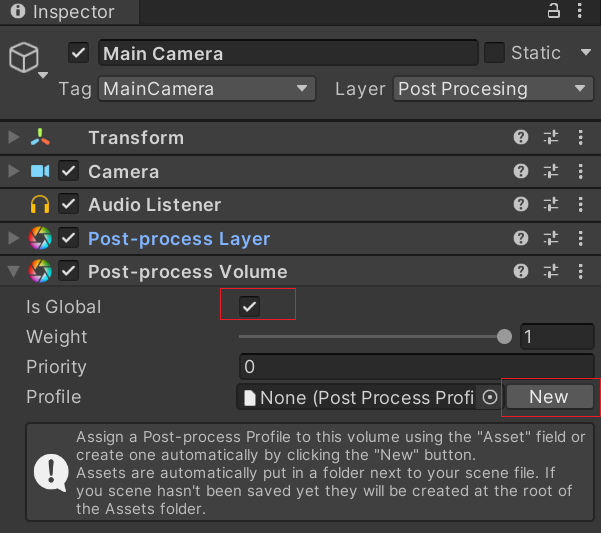 Inspector
Main Camera
Static
Tag MainCamera Layer Post Procesing
Transform
Camera
Audio Listener
Post-process Layer
Post-process Volume
Is Global
Weight 1
Priority 0
Profile None (Post Process Profi New
Assign a Post-process Profile to this volume using the "Asset" field or
create one automatically by clicking the "New" button.
Assets are automatically put in a folder next to your scene file. If
you scene hasn't been saved yet they will be created at the root of
the Assets folder.